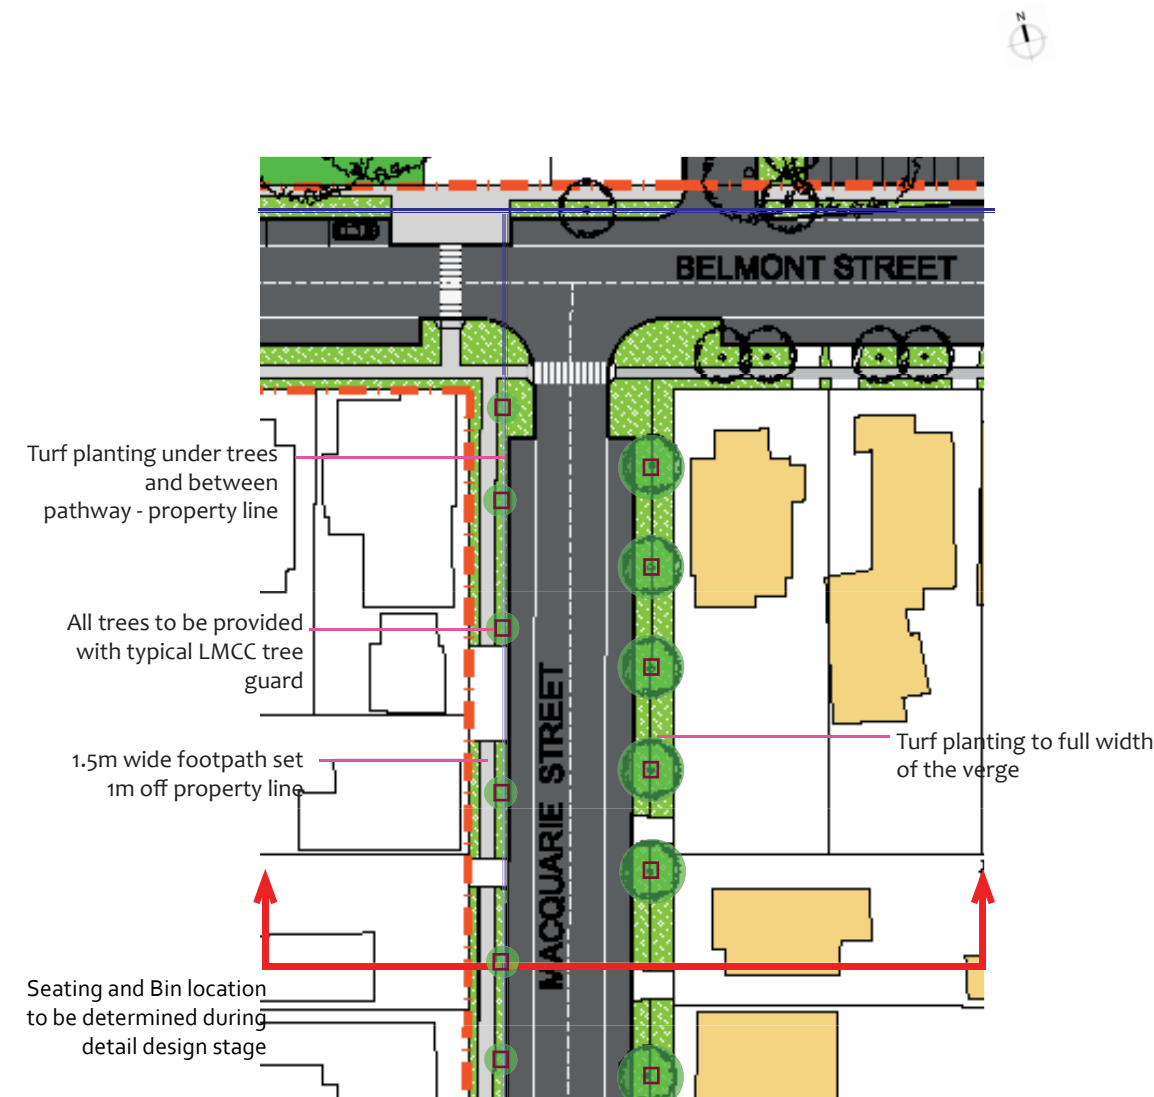 N
BELMONT STREET
Turf planting under trees
and between
pathway - property line
All trees to be provided
with typical LMCC tree
guard
MACQUARIE STREET
Turf planting to full width
of the verge
1.5m wide footpath set
1m off property line
Seating and Bin location
to be determined during
detail design stage